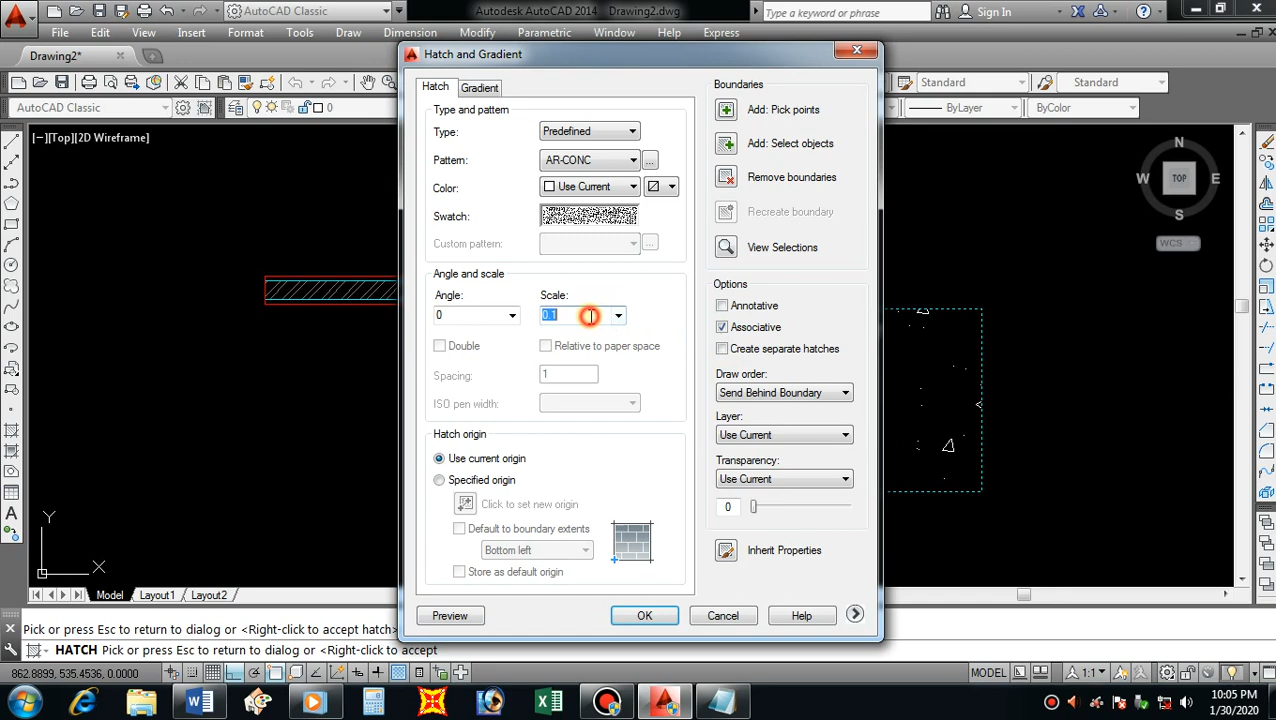 AutoCAD Classic
Autodesk AutoCAD 2014 Drawing2.dwg
Type a keyword or phrase
Sign In
File Edit View Insert Format Tools Draw Dimension Modify Parametric Window Help Express
Drawing2*
Standard Standard
AutoCAD Classic
0
ByLayer ByColor
[−][Top][2D Wireframe]
Hatch and Gradient
Hatch Gradient
Type and pattern
Type: Predefined
Pattern: AR-CONC
...
Color: Use Current
Swatch:
Custom pattern:
...
Angle and scale
Angle: Scale:
0 0.1
Double Relative to paper space
Spacing: 1
ISO pen width:
Hatch origin
Use current origin
Specified origin
Click to set new origin
Default to boundary extents
Bottom left
Store as default origin
Boundaries
Add: Pick points
Add: Select objects
Remove boundaries
Recreate boundary
View Selections
Options
Annotative
Associative
Create separate hatches
Draw order:
Send Behind Boundary
Layer:
Use Current
Transparency:
Use Current
0
Inherit Properties
Preview OK Cancel Help
N
W TOP E
S
WCS
Y
X
Model Layout1 Layout2
Pick or press Esc to return to dialog or <Right-click to accept hatch>
HATCH Pick or press Esc to return to dialog or <Right-click to accept
862.8899, 535.4536, 0.0000
MODEL
1:1
10:05 PM
1/30/2020